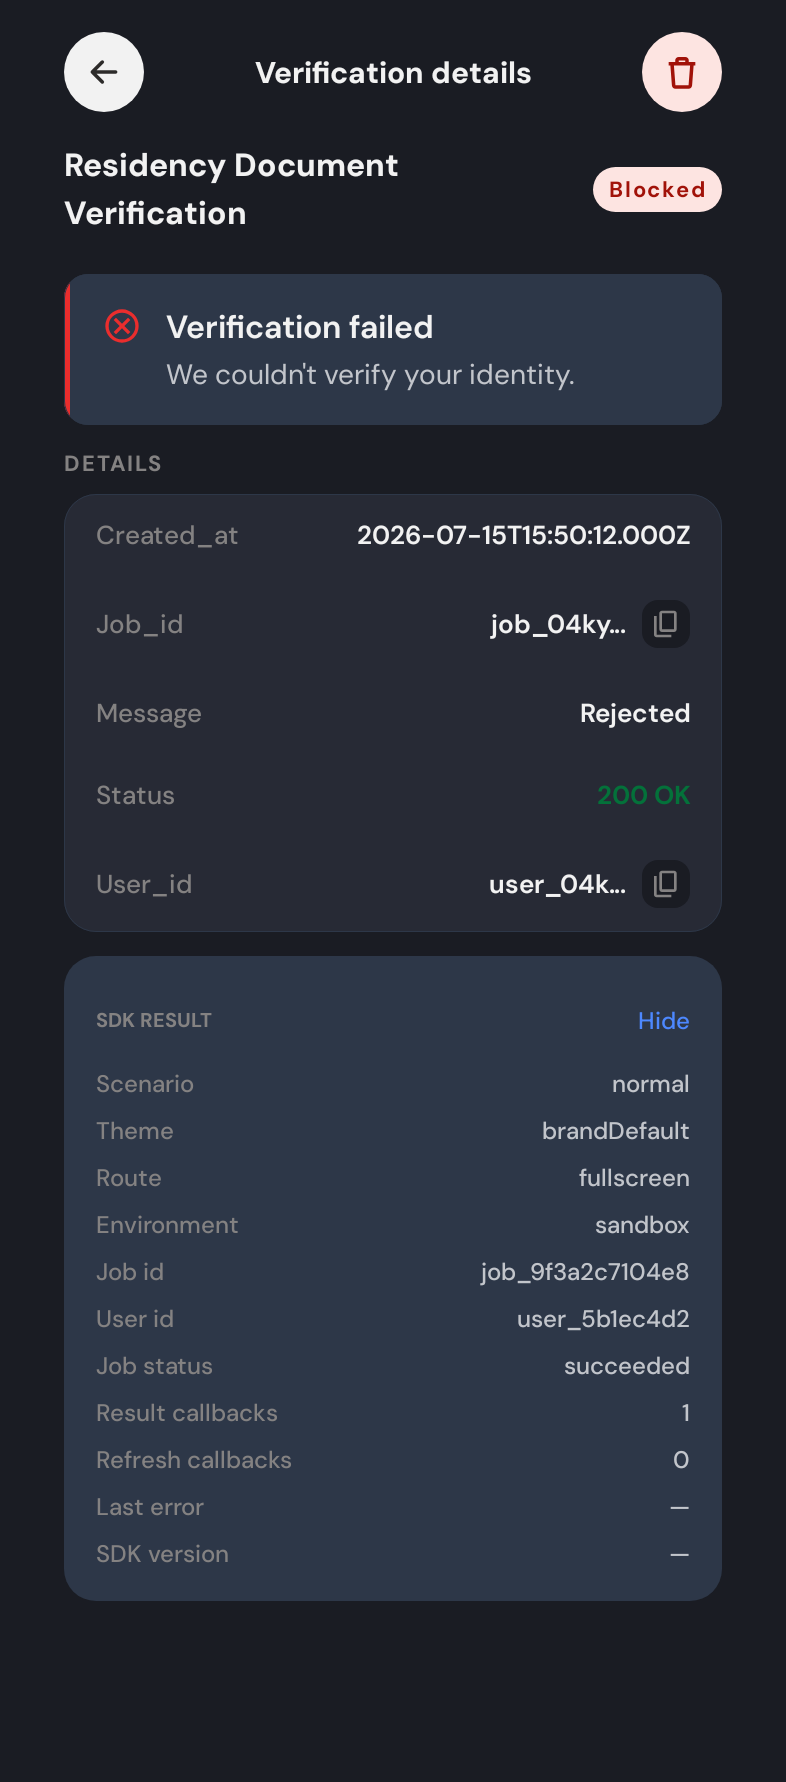 Verification details
Residency Document
Verification
Blocked
Verification failed
We couldn't verify your identity.
DETAILS
Created_at 2026-07-15T15:50:12.000Z
Job_id job_04ky...
Message Rejected
Status 200 OK
User_id user_04k...
SDK RESULT Hide
Scenario normal
Theme brandDefault
Route fullscreen
Environment sandbox
Job id job_9f3a2c7104e8
User id user_5b1ec4d2
Job status succeeded
Result callbacks 1
Refresh callbacks 0
Last error —
SDK version —